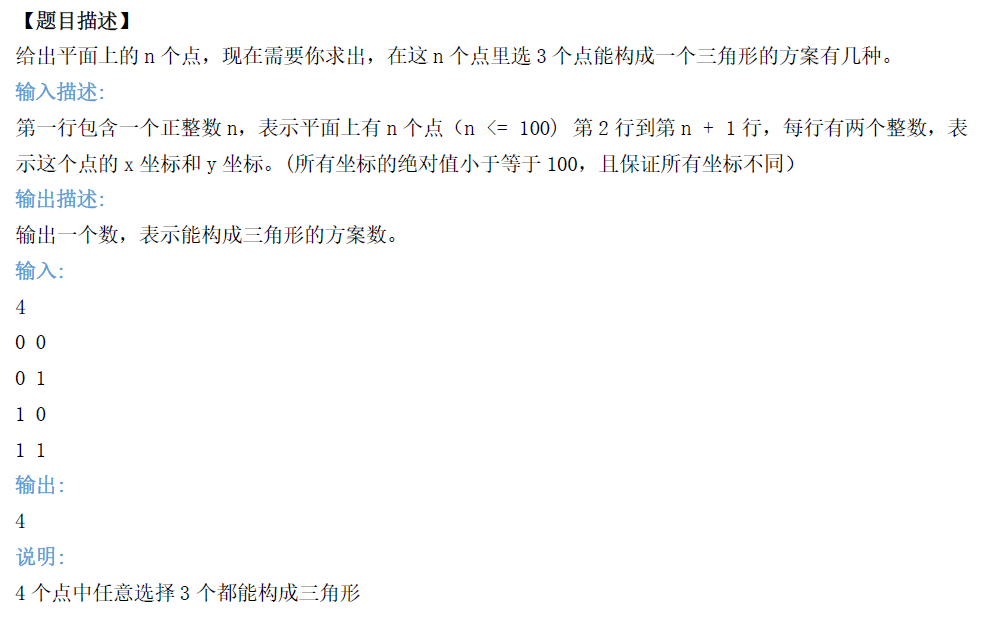 【题目描述】
给出平面上的 n 个点，现在需要你求出，在这 n 个点里选 3 个点能构成一个三角形的方案有几种。
输入描述:
第一行包含一个正整数 n，表示平面上有 n 个点（n <= 100) 第 2 行到第 n + 1 行，每行有两个整数，表
示这个点的 x 坐标和 y 坐标。(所有坐标的绝对值小于等于 100，且保证所有坐标不同）
输出描述:
输出一个数，表示能构成三角形的方案数。
输入:
4
0 0
0 1
1 0
1 1
输出:
4
说明:
4 个点中任意选择 3 个都能构成三角形